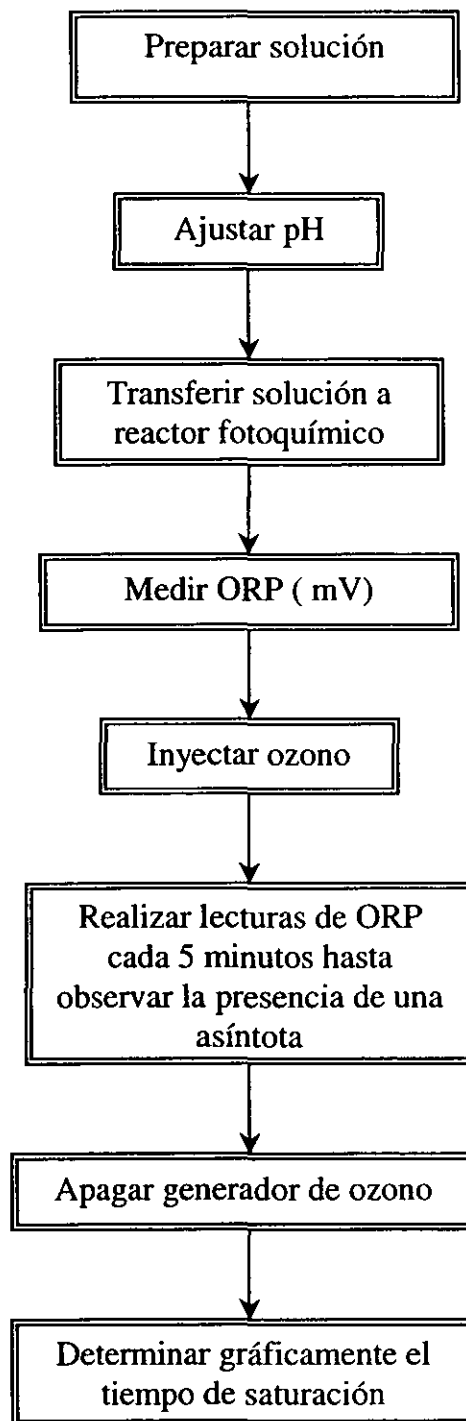 Preparar solución
Ajustar pH
Transferir solución a
reactor fotoquímico
Medir ORP ( mV)
Inyectar ozono
Realizar lecturas de ORP
cada 5 minutos hasta
observar la presencia de una
asíntota
Apagar generador de ozono
Determinar gráficamente el
tiempo de saturación